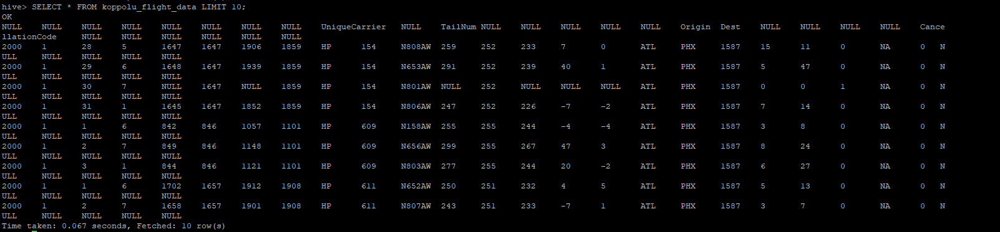 hive> SELECT * FROM koppolu_flight_data LIMIT 10;
OK
NULL NULL NULL NULL NULL NULL NULL NULL UniqueCarrier NULL TailNum NULL NULL NULL NULL NULL Origin Dest NULL NULL NULL NULL Cance
llationCode NULL NULL NULL NULL NULL
2000 1 28 5 1647 1647 1906 1859 HP 154 N808AW 259 252 233 7 0 ATL PHX 1587 15 11 0 NA 0 N
ULL NULL NULL NULL NULL
2000 1 29 6 1648 1647 1939 1859 HP 154 N653AW 291 252 239 40 1 ATL PHX 1587 5 47 0 NA 0 N
ULL NULL NULL NULL NULL
2000 1 30 7 NULL 1647 NULL 1859 HP 154 N801AW NULL 252 NULL NULL NULL ATL PHX 1587 0 0 1 NA 0 N
ULL NULL NULL NULL NULL
2000 1 31 1 1645 1647 1852 1859 HP 154 N806AW 247 252 226 -7 -2 ATL PHX 1587 7 14 0 NA 0 N
ULL NULL NULL NULL NULL
2000 1 1 6 842 846 1057 1101 HP 609 N158AW 255 255 244 -4 -4 ATL PHX 1587 3 8 0 NA 0 N
ULL NULL NULL NULL NULL
2000 1 2 7 849 846 1148 1101 HP 609 N656AW 299 255 267 47 3 ATL PHX 1587 8 24 0 NA 0 N
ULL NULL NULL NULL NULL
2000 1 3 1 844 846 1121 1101 HP 609 N803AW 277 255 244 20 -2 ATL PHX 1587 6 27 0 NA 0 N
ULL NULL NULL NULL NULL
2000 1 1 6 1702 1657 1912 1908 HP 611 N652AW 250 251 232 4 5 ATL PHX 1587 5 13 0 NA 0 N
ULL NULL NULL NULL NULL
2000 1 2 7 1658 1657 1901 1908 HP 611 N807AW 243 251 233 -7 1 ATL PHX 1587 3 7 0 NA 0 N
ULL NULL NULL NULL NULL
Time taken: 0.067 seconds, Fetched: 10 row(s)